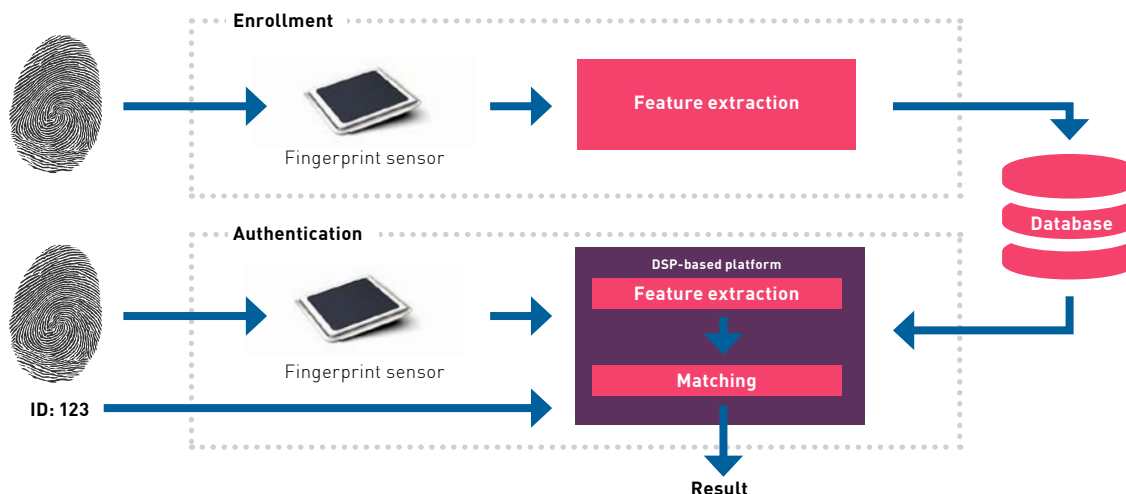 Enrollment
Feature extraction
Fingerprint sensor
Database
Authentication
DSP-based platform
Feature extraction
Fingerprint sensor
Matching
ID: 123
Result